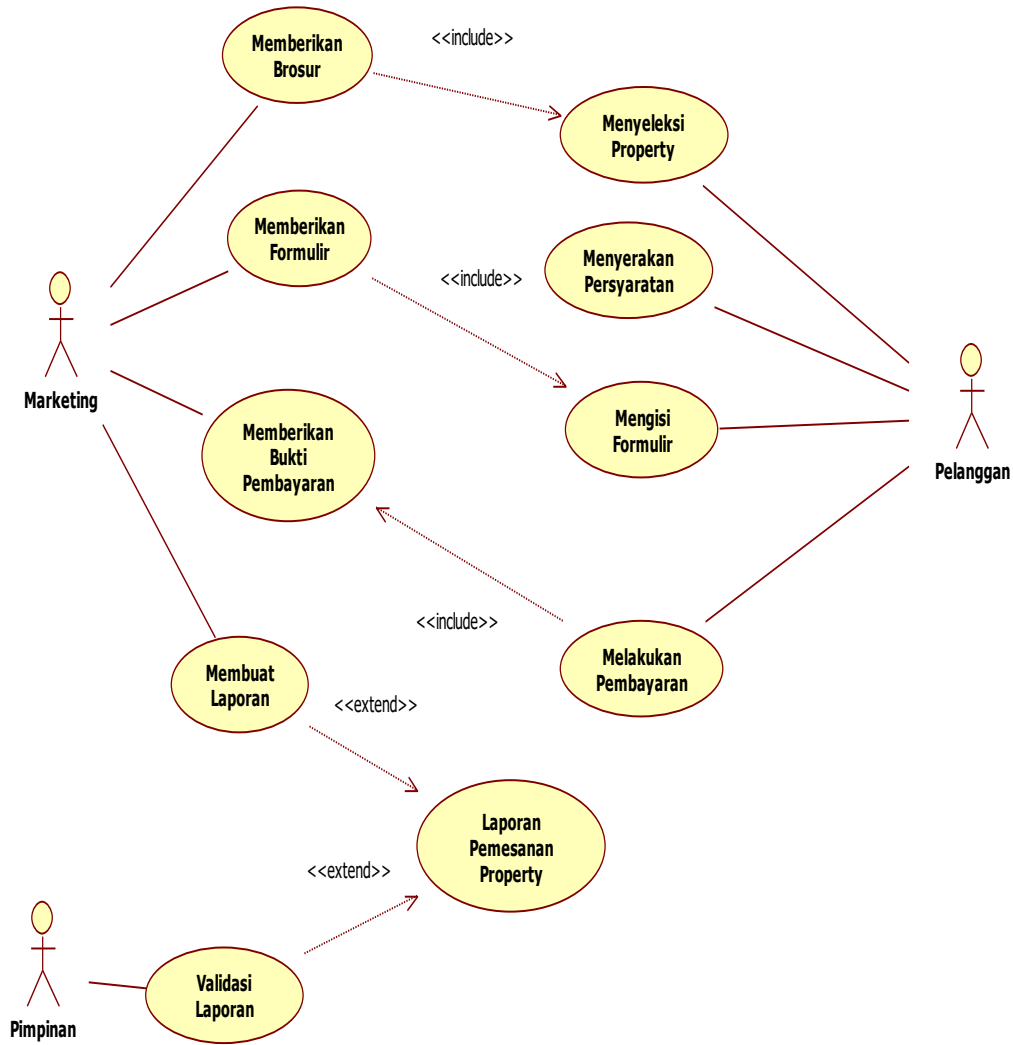 Memberikan
Brosur
<<include>>
Menyeleksi
Property
Memberikan
Formulir
<<include>>
Menyerakan
Persyaratan
Marketing
Memberikan
Bukti
Pembayaran
Mengisi
Formulir
Pelanggan
<<include>>
Melakukan
Pembayaran
Membuat
Laporan
<<extend>>
Laporan
Pemesanan
Property
<<extend>>
Validasi
Laporan
Pimpinan